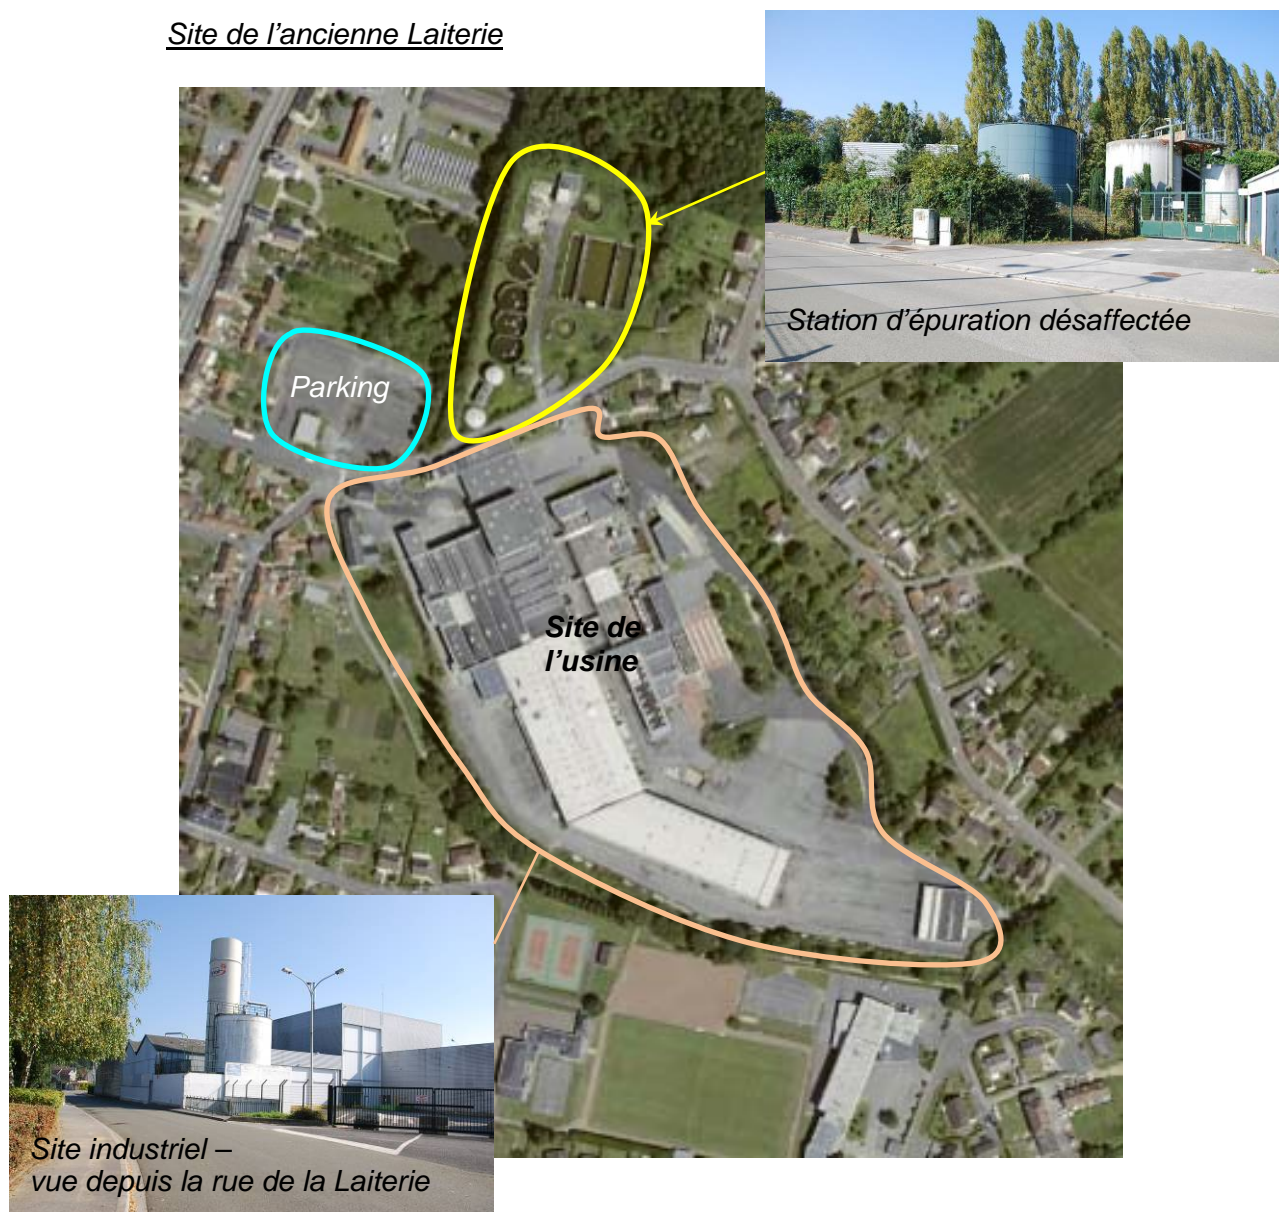 Site de l’ancienne Laiterie
Station d’épuration désaffectée
Parking
Site de
l’usine
Site industriel –
vue depuis la rue de la Laiterie